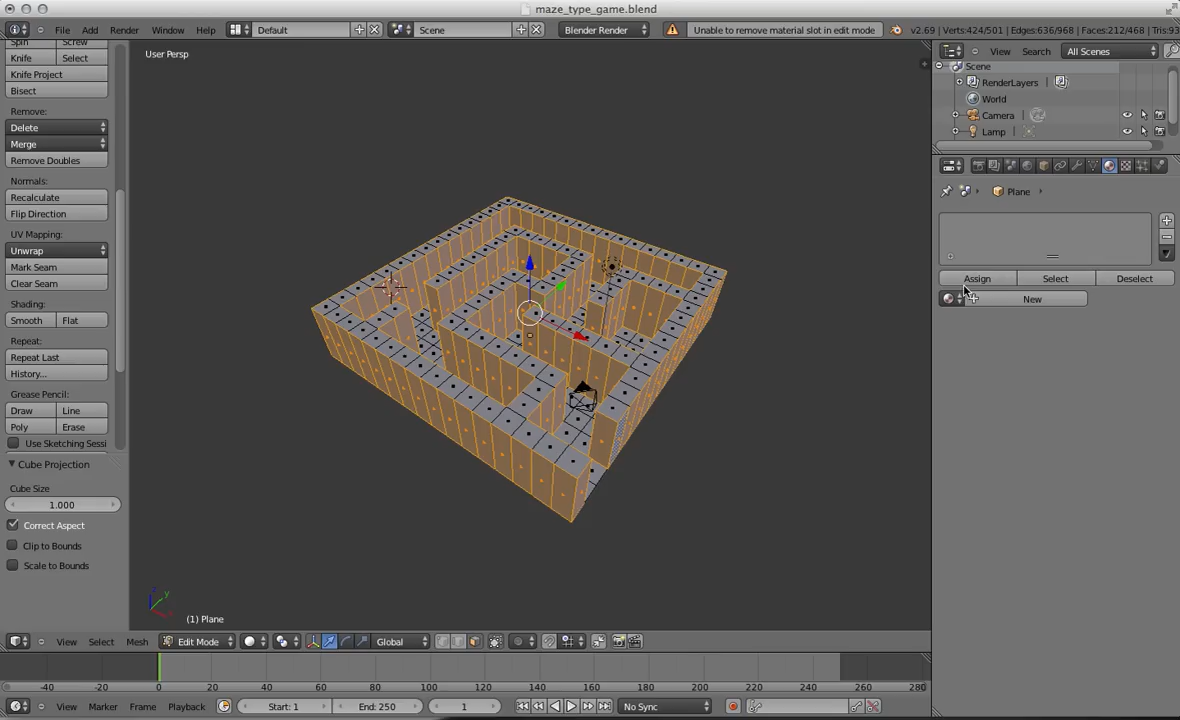 maze_type_game.blend
File Add Render Window Help Default Scene Blender Render Unable to remove material slot in edit mode v2.69 | Verts:424/501 | Edges:636/968 | Faces:212/468 | Tris:93
Spin Screw
Knife Select
Knife Project
Bisect
Remove:
Delete
Merge
Remove Doubles
Normals:
Recalculate
Flip Direction
UV Mapping:
Unwrap
Mark Seam
Clear Seam
Shading:
Smooth Flat
Repeat:
Repeat Last
History...
Grease Pencil:
Draw Line
Poly Erase
Use Sketching Sessi
Cube Projection
Cube Size
1.000
Correct Aspect
Clip to Bounds
Scale to Bounds
User Persp
(1) Plane
View Search All Scenes
Scene
RenderLayers
World
Camera
Lamp
Plane
Assign Select Deselect
New
View Select Mesh Edit Mode Global
-40 -20 0 20 40 60 80 100 120 140 160 180 200 220 240 260 280
View Marker Frame Playback Start: 1 End: 250 1 No Sync